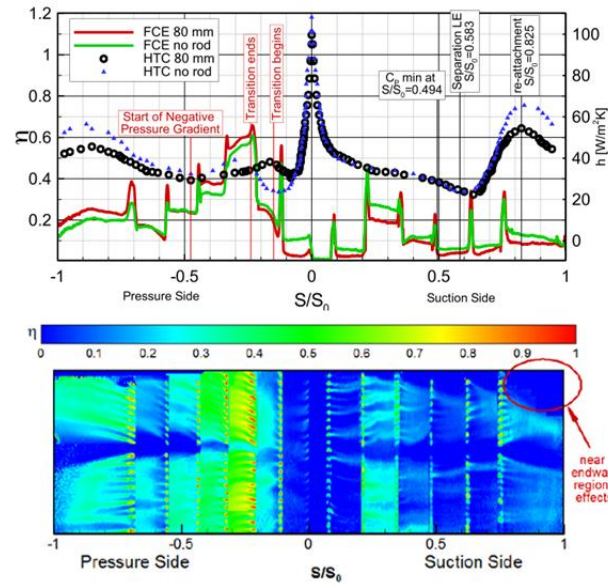 FCE 80 mm
FCE no rod
HTC 80 mm
HTC no rod
Start of Negative
Pressure Gradient
Transition ends
Transition begins
Cp min at
S/S0=0.494
Separation LE
S/S0=0.583
re-attachment
S/S0=0.825
η
1.2
1
0.8
0.6
0.4
0.2
h [W/m²K]
100
80
60
40
20
0
-1
-0.5
0
0.5
1
Pressure Side
S/S0
Suction Side
η
0 0.1 0.2 0.3 0.4 0.5 0.6 0.7 0.8 0.9 1
near
endwa
region
effects
-1 -0.5 0 0.5 1
Pressure Side
S/S0
Suction Side